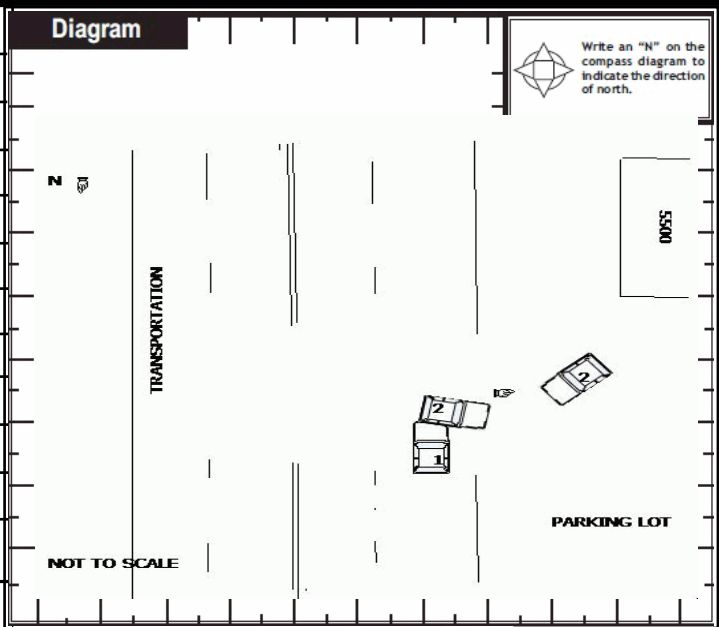 Diagram
Write an “N” on the
compass diagram to
indicate the direction
of north.
N
5500
TRANSPORTATION
2
2
1
PARKING LOT
NOT TO SCALE